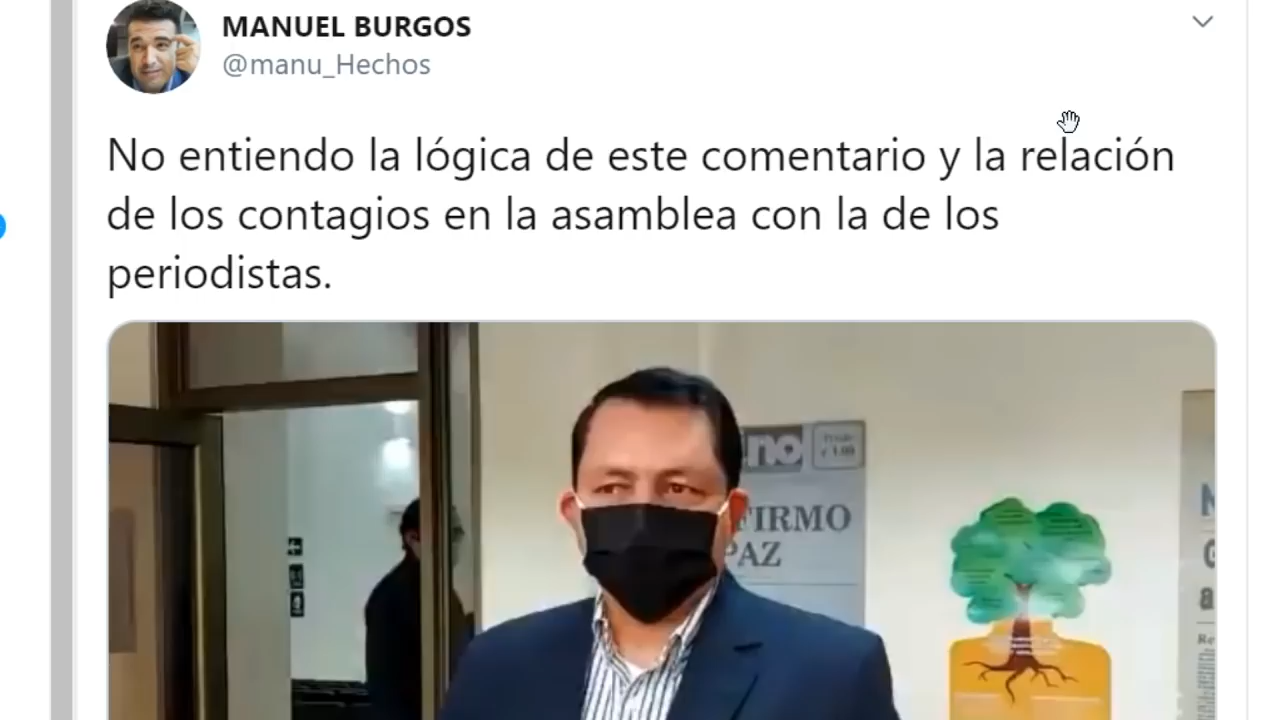 MANUEL BURGOS
@manu_Hechos
No entiendo la lógica de este comentario y la relación
de los contagios en la asamblea con la de los
periodistas.
FIRMO
PAZ